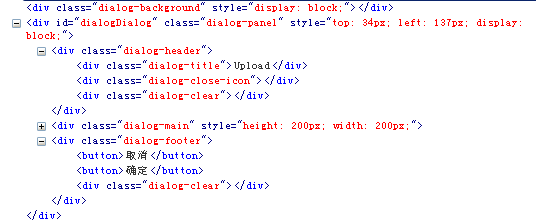 <div class="dialog-background" style="display: block;"></div>
<div id="dialogDialog" class="dialog-panel" style="top: 34px; left: 137px; display:
block;">
<div class="dialog-header">
<div class="dialog-title">Upload</div>
<div class="dialog-close-icon"></div>
<div class="dialog-clear"></div>
</div>
<div class="dialog-main" style="height: 200px; width: 200px;">
<div class="dialog-footer">
<button>取消</button>
<button>确定</button>
<div class="dialog-clear"></div>
</div>
</div>